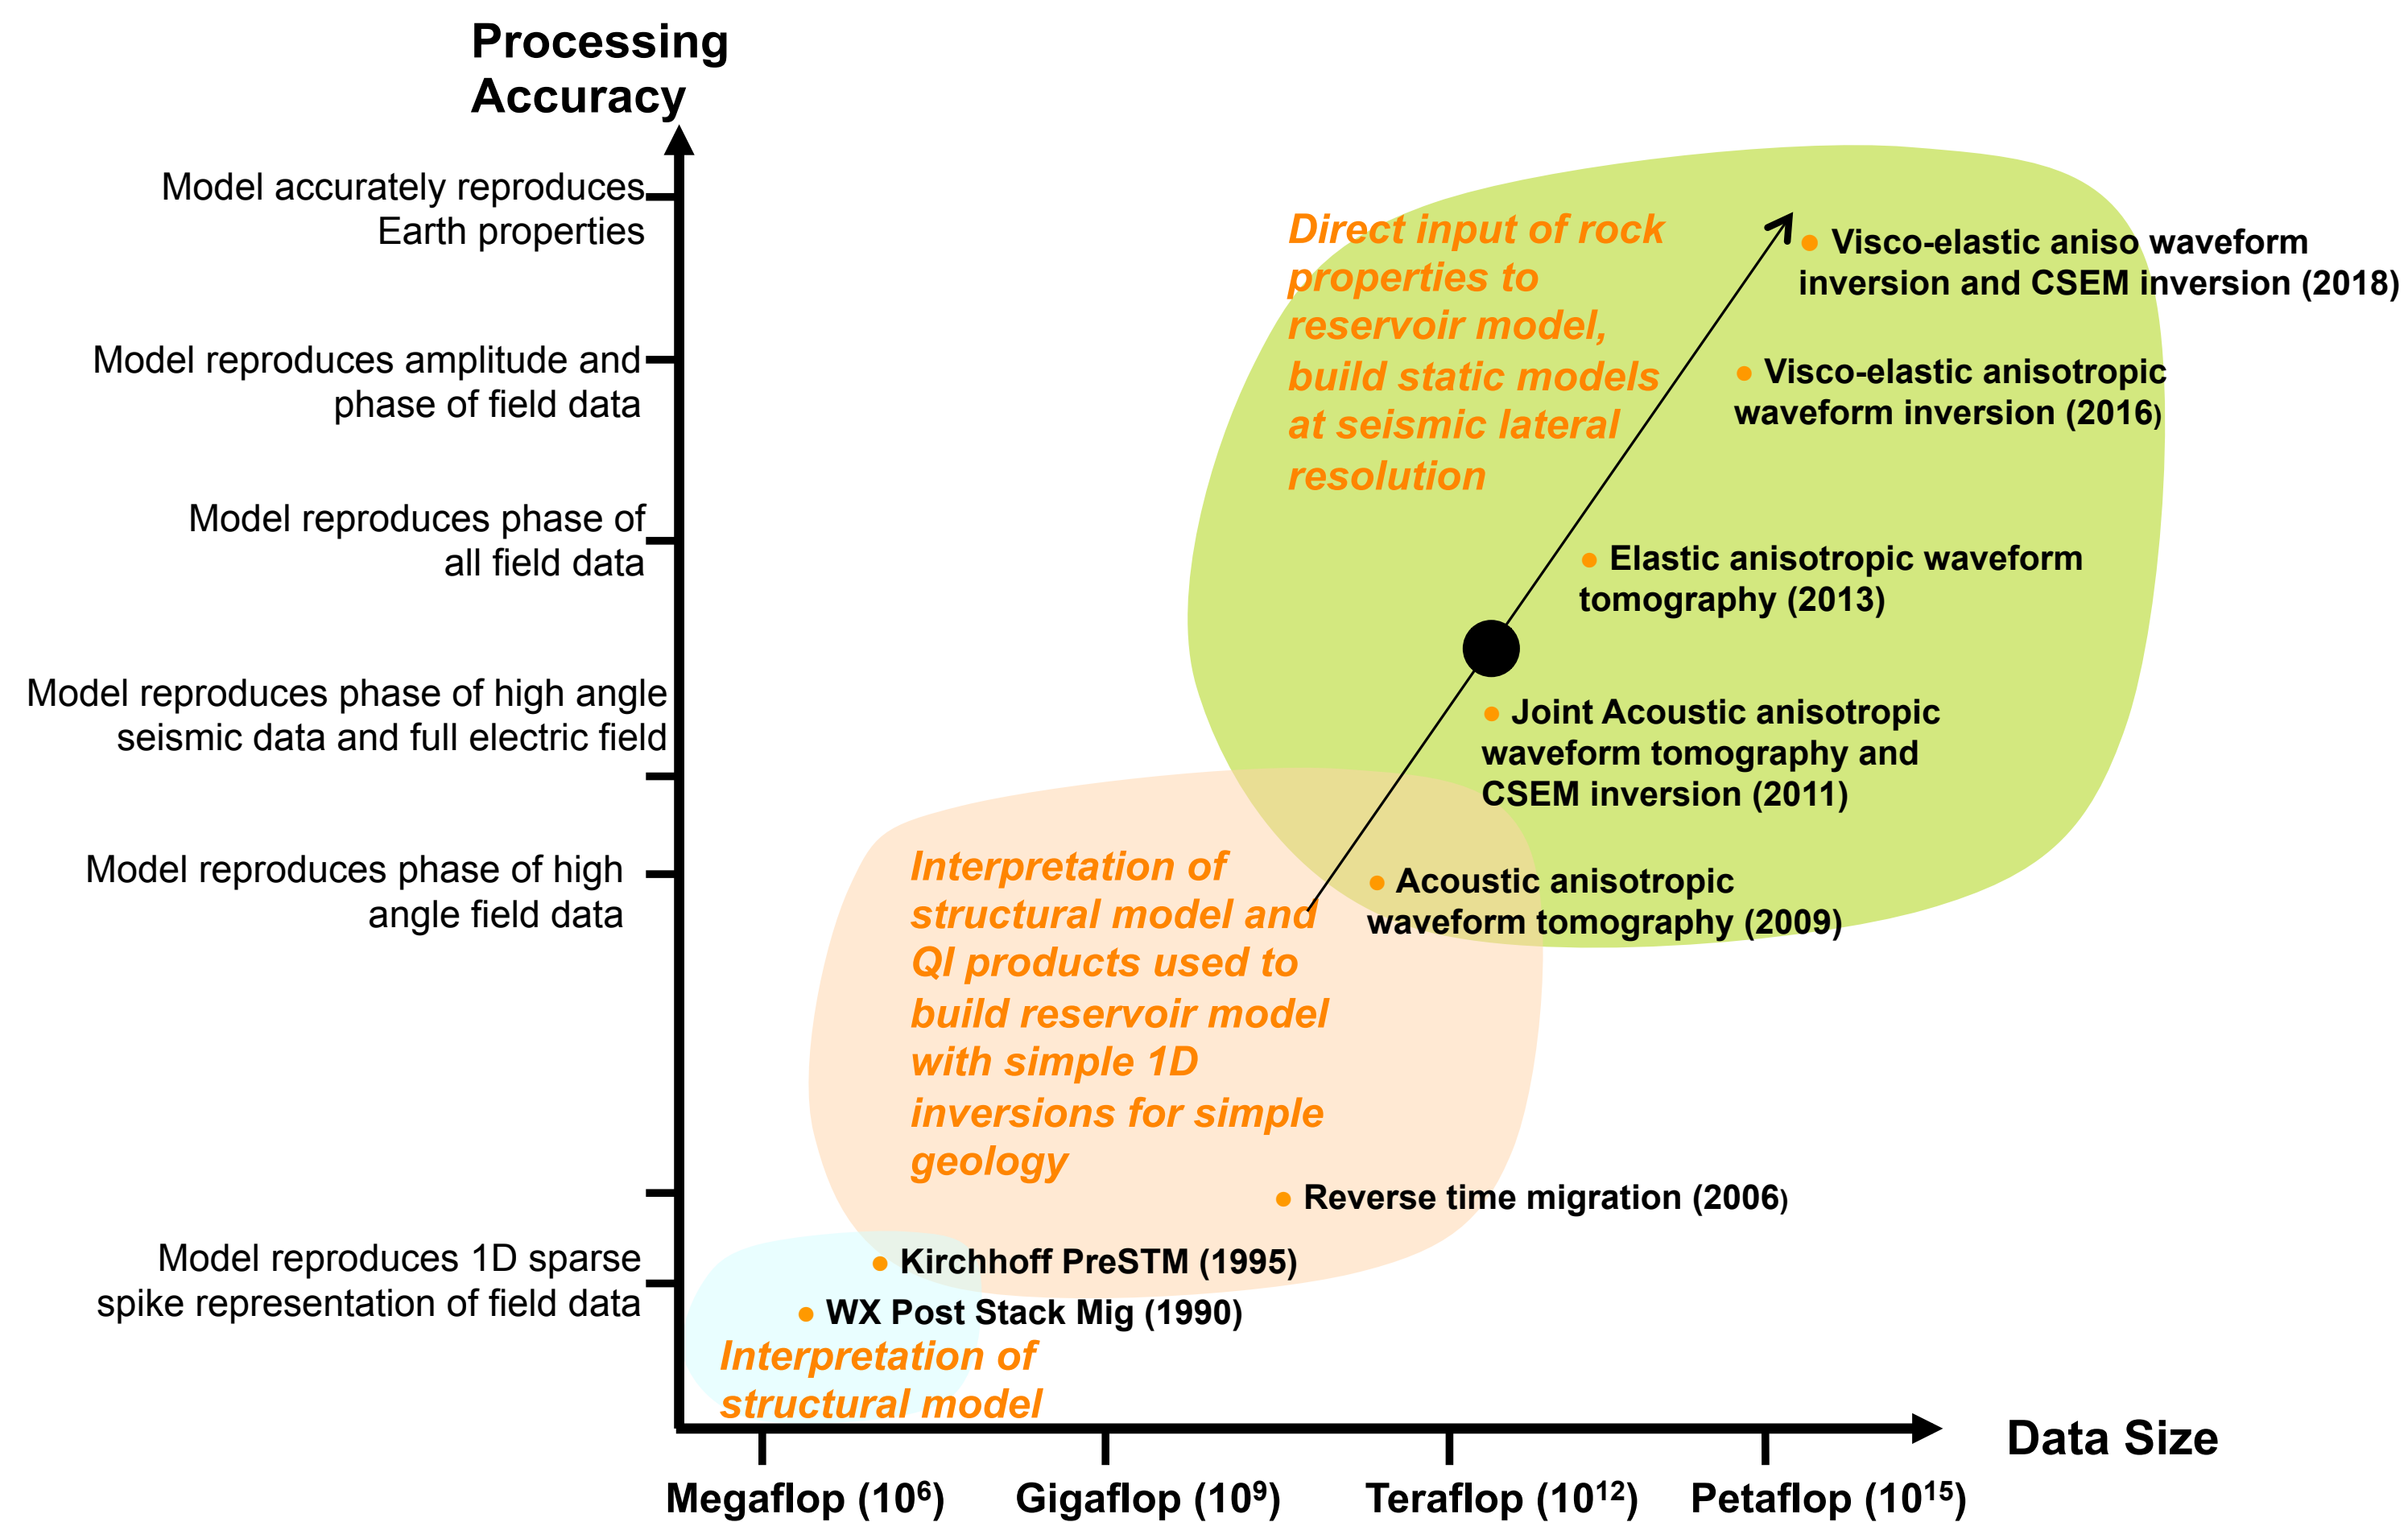 Processing
Accuracy
Model accurately reproduces
Earth properties
Model reproduces amplitude and
phase of field data
Model reproduces phase of
all field data
Model reproduces phase of high angle
seismic data and full electric field
Model reproduces phase of high
angle field data
Model reproduces 1D sparse
spike representation of field data
Direct input of rock
properties to
reservoir model,
build static models
at seismic lateral
resolution
• Visco-elastic aniso waveform
inversion and CSEM inversion (2018)
• Visco-elastic anisotropic
waveform inversion (2016)
• Elastic anisotropic waveform
tomography (2013)
• Joint Acoustic anisotropic
waveform tomography and
CSEM inversion (2011)
• Acoustic anisotropic
waveform tomography (2009)
Interpretation of
structural model and
QI products used to
build reservoir model
with simple 1D
inversions for simple
geology
• Reverse time migration (2006)
• Kirchhoff PreSTM (1995)
• WX Post Stack Mig (1990)
Interpretation of
structural model
Data Size
Megaflop (10⁶) Gigaflop (10⁹) Teraflop (10¹²) Petaflop (10¹⁵)